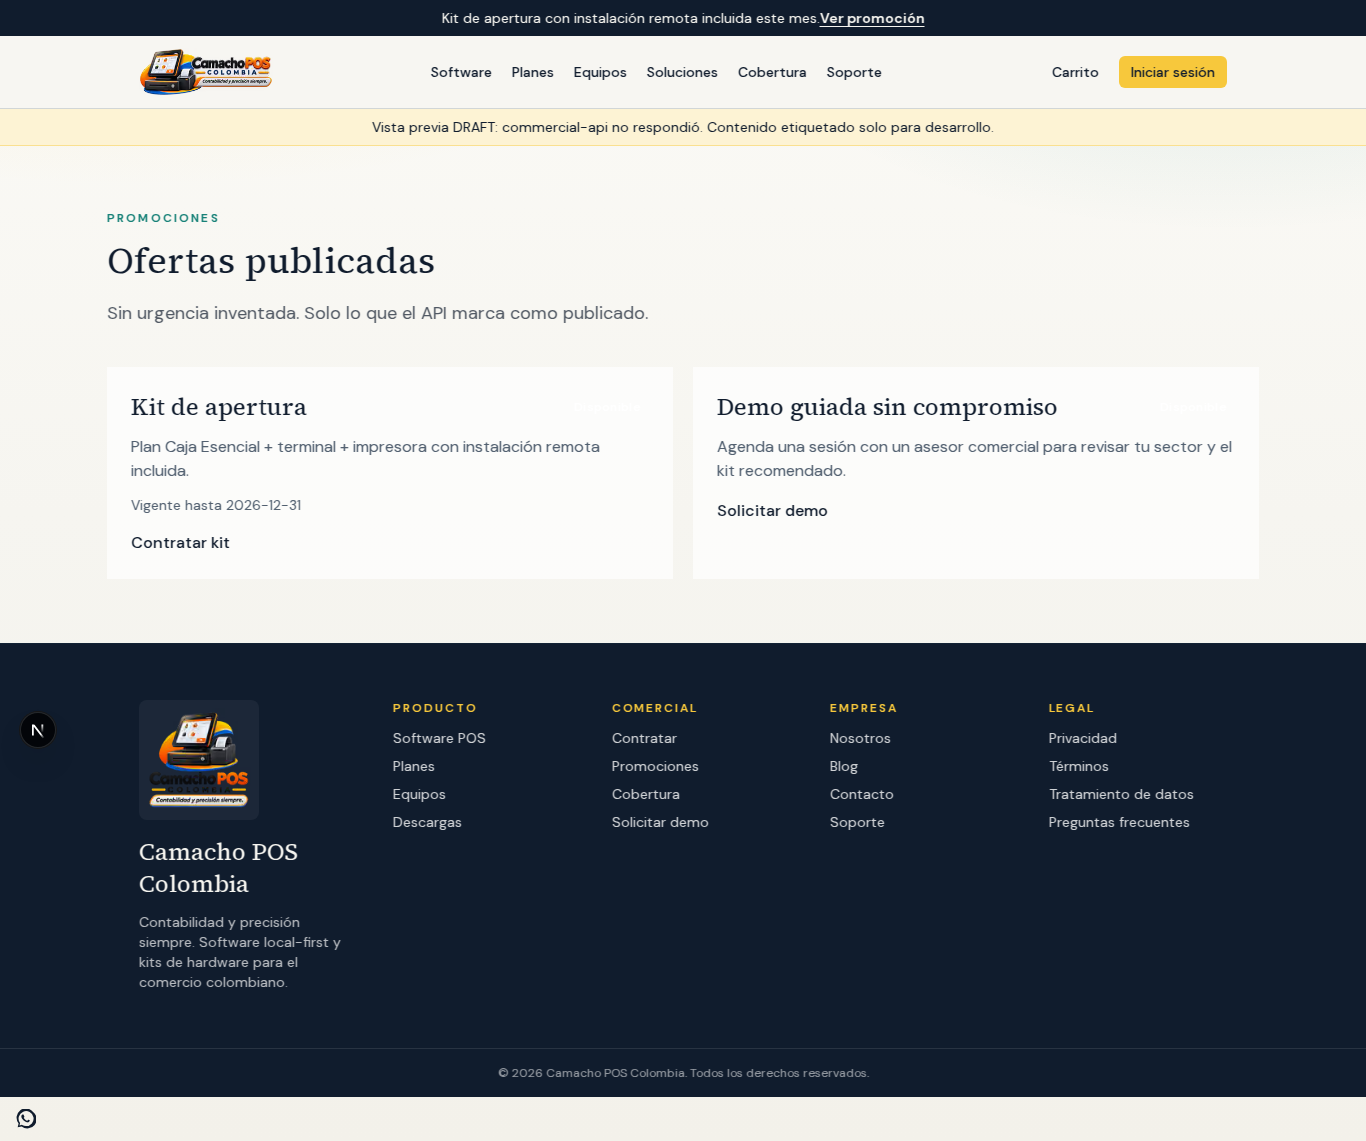 Kit de apertura con instalación remota incluida este mes.Ver promoción
CamachoPOS
COLOMBIA
Contabilidad y precisión siempre.
Software Planes Equipos Soluciones Cobertura Soporte Carrito Iniciar sesión
Vista previa DRAFT: commercial-api no respondió. Contenido etiquetado solo para desarrollo.
PROMOCIONES
Ofertas publicadas
Sin urgencia inventada. Solo lo que el API marca como publicado.
Kit de apertura
Plan Caja Esencial + terminal + impresora con instalación remota
incluida.
Vigente hasta 2026-12-31
Contratar kit
Demo guiada sin compromiso
Agenda una sesión con un asesor comercial para revisar tu sector y el
kit recomendado.
Solicitar demo
CamachoPOS
COLOMBIA
Contabilidad y precisión siempre.
Camacho POS
Colombia
Contabilidad y precisión
siempre. Software local-first y
kits de hardware para el
comercio colombiano.
PRODUCTO
Software POS
Planes
Equipos
Descargas
COMERCIAL
Contratar
Promociones
Cobertura
Solicitar demo
EMPRESA
Nosotros
Blog
Contacto
Soporte
LEGAL
Privacidad
Términos
Tratamiento de datos
Preguntas frecuentes
N
© 2026 Camacho POS Colombia. Todos los derechos reservados.